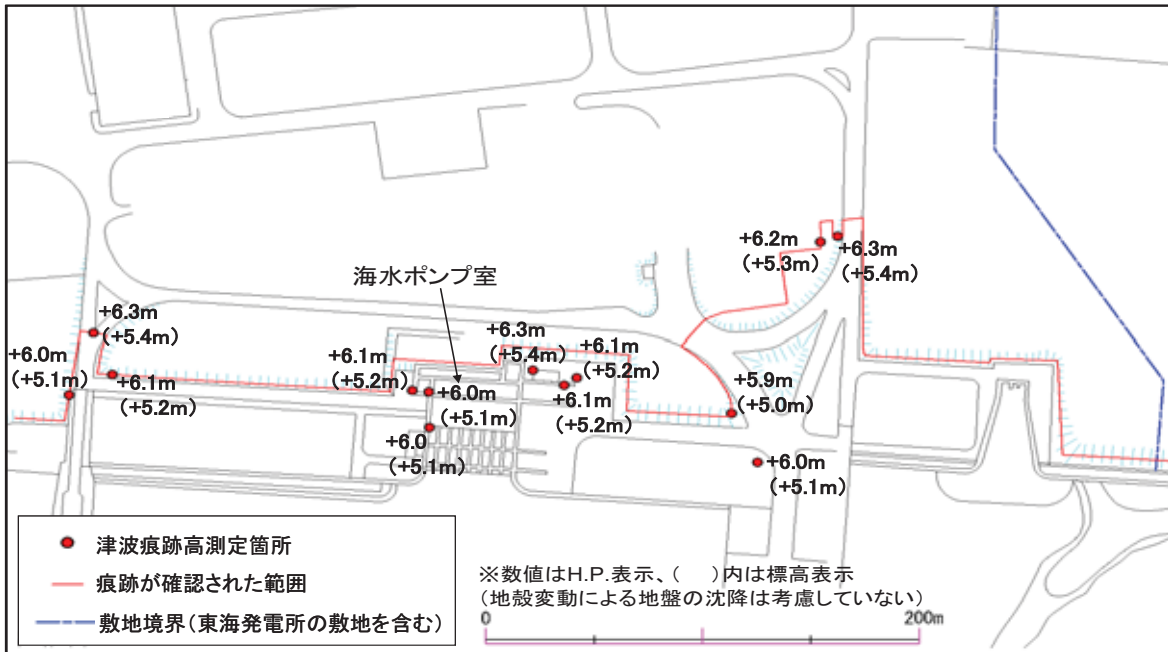 +6.2m
(+5.3m)
+6.3m
(+5.4m)
海水ポンプ室
+6.3m
(+5.4m)
+6.0m
(+5.1m)
+6.1m
(+5.2m)
+6.1m
(+5.2m)
+6.0m
(+5.1m)
+6.3m
(+5.4m)
+6.1m
(+5.2m)
+6.1m
(+5.2m)
+5.9m
(+5.0m)
+6.0
(+5.1m)
+6.0m
(+5.1m)
津波痕跡高測定箇所
痕跡が確認された範囲
敷地境界(東海発電所の敷地を含む)
※数値はH.P.表示、(　)内は標高表示
(地殻変動による地盤の沈降は考慮していない)
0 200m